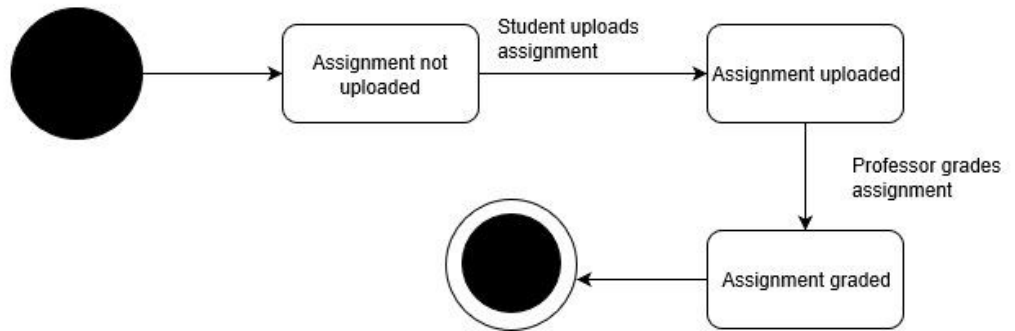 Student uploads
assignment
Assignment not
uploaded
Assignment uploaded
Professor grades
assignment
Assignment graded